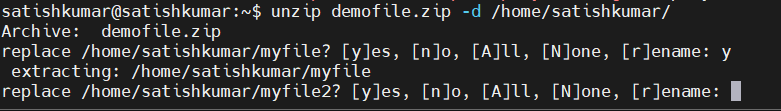 satishkumar@satishkumar:~$ unzip demofile.zip -d /home/satishkumar/
Archive:  demofile.zip
replace /home/satishkumar/myfile? [y]es, [n]o, [A]ll, [N]one, [r]ename: y
 extracting: /home/satishkumar/myfile
replace /home/satishkumar/myfile2? [y]es, [n]o, [A]ll, [N]one, [r]ename: